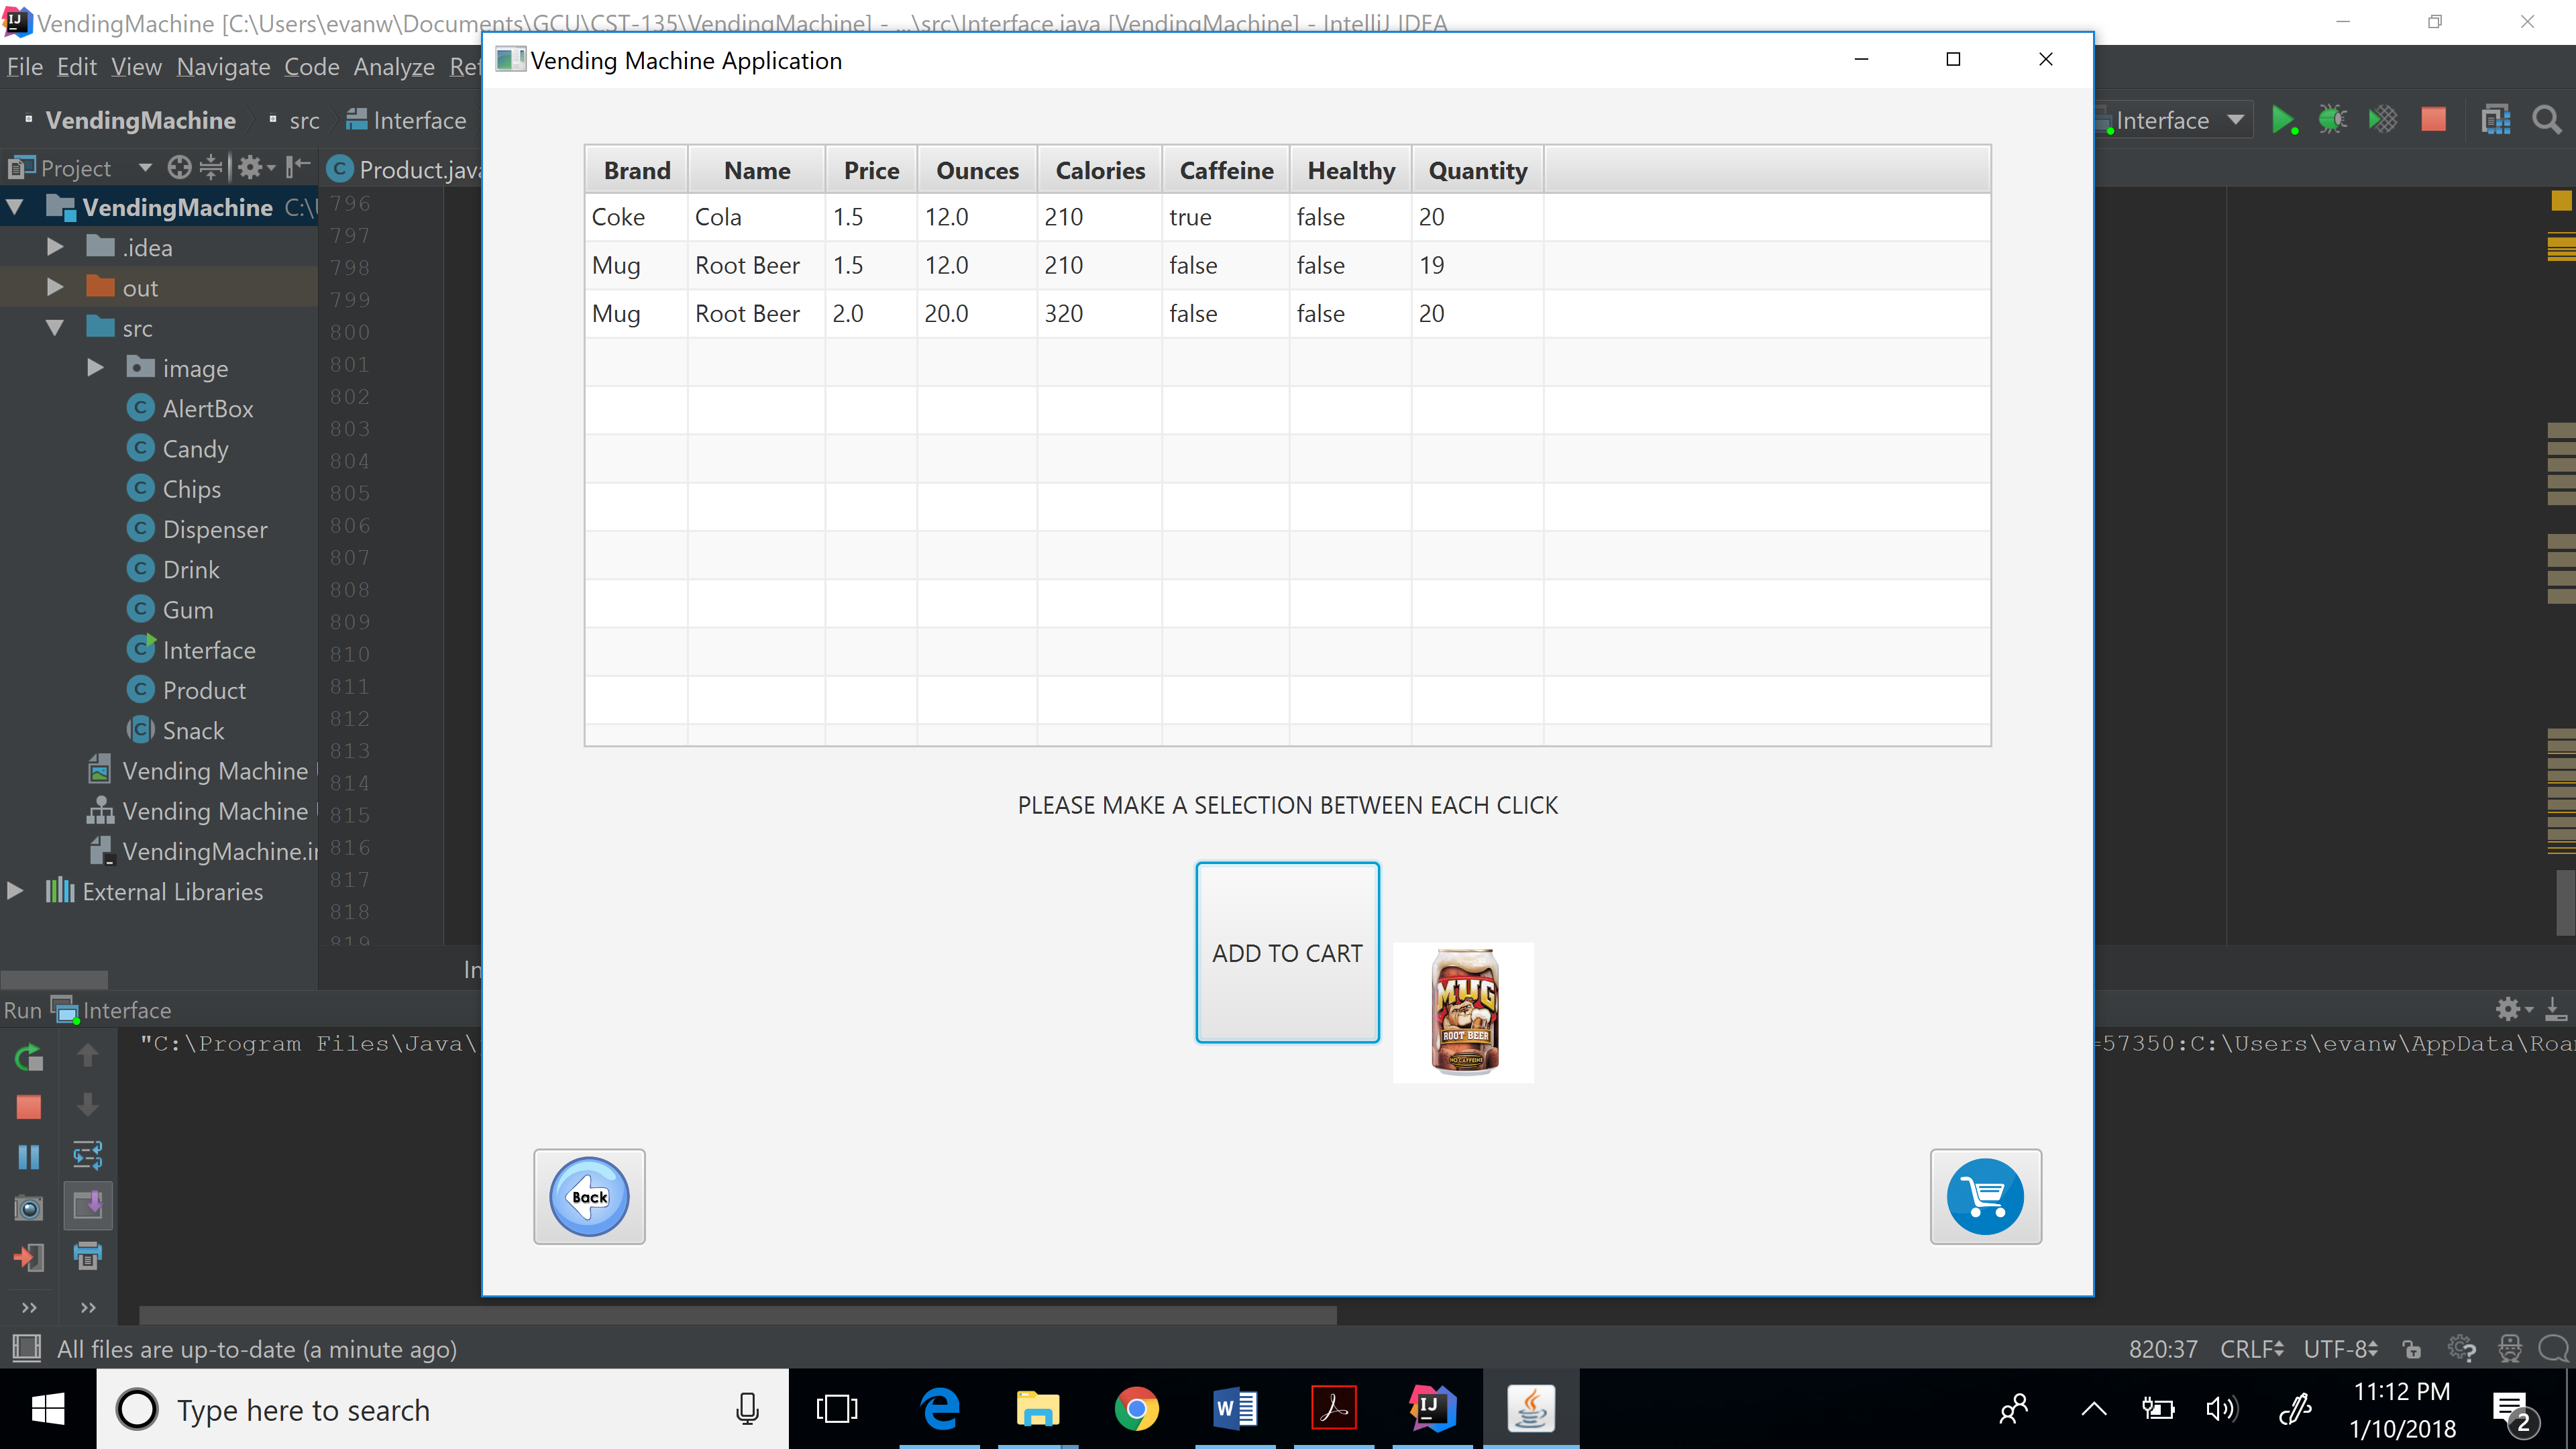 VendingMachine [C:\Users\evanw\Documents\GCU\CST-135\VendingMachine] - ...\src\Interface.java [VendingMachine] - IntelliJ IDEA
File Edit View Navigate Code Analyze
VendingMachine src Interface
Interface
Project
Product.java
VendingMachine C:\
.idea
out
src
image
AlertBox
Candy
Chips
Dispenser
Drink
Gum
Interface
Product
Snack
Vending Machine
Vending Machine
VendingMachine.i
External Libraries
796
797
798
799
800
801
802
803
804
805
806
807
808
809
810
811
812
813
814
815
816
817
818
819
Vending Machine Application
Brand Name Price Ounces Calories Caffeine Healthy Quantity
Coke Cola 1.5 12.0 210 true false 20
Mug Root Beer 1.5 12.0 210 false false 19
Mug Root Beer 2.0 20.0 320 false false 20
PLEASE MAKE A SELECTION BETWEEN EACH CLICK
ADD TO CART
MUG
ROOT BEER
NO CAFFEINE
Back
Run Interface
"C:\Program Files\Java\
=57350:C:\Users\evanw\AppData\Roa
All files are up-to-date (a minute ago)
820:37 CRLF UTF-8
Type here to search
11:12 PM
1/10/2018
2